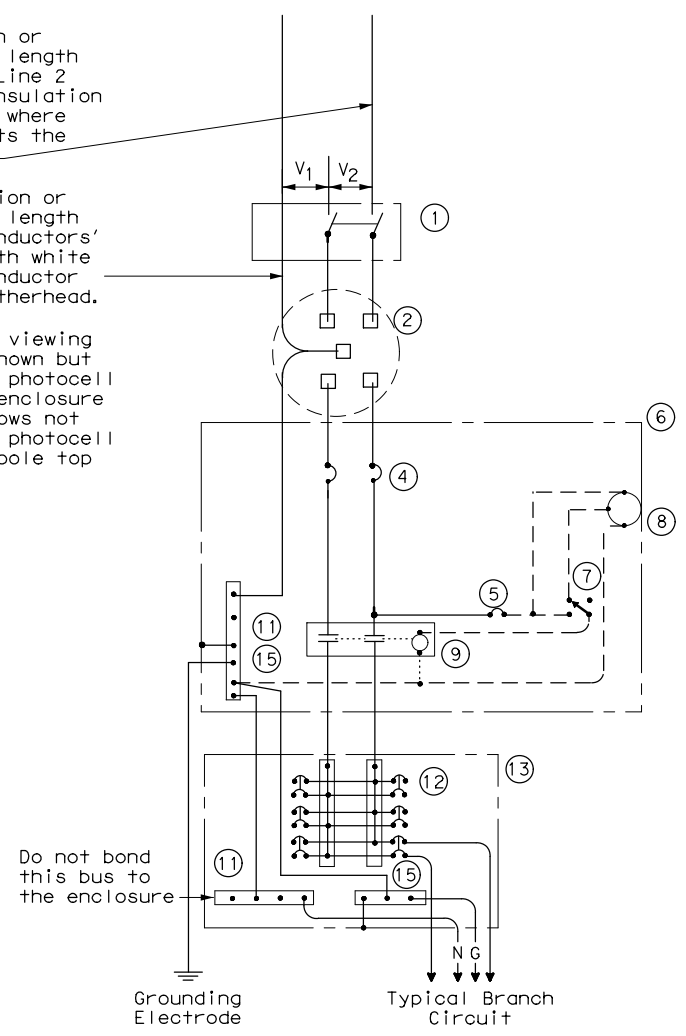 n or
length
Line 2
nsulation
where
ts the
ion or
length
nductors'
th white
nductor
therhead.
viewing
nown but
photocell
enclosure
ows not
photocell
pole top
V1
V2
1
2
6
4
8
5
7
11
15
9
13
12
Do not bond
this bus to
the enclosure
11
15
N G
Grounding
Electrode
Typical Branch
Circuit